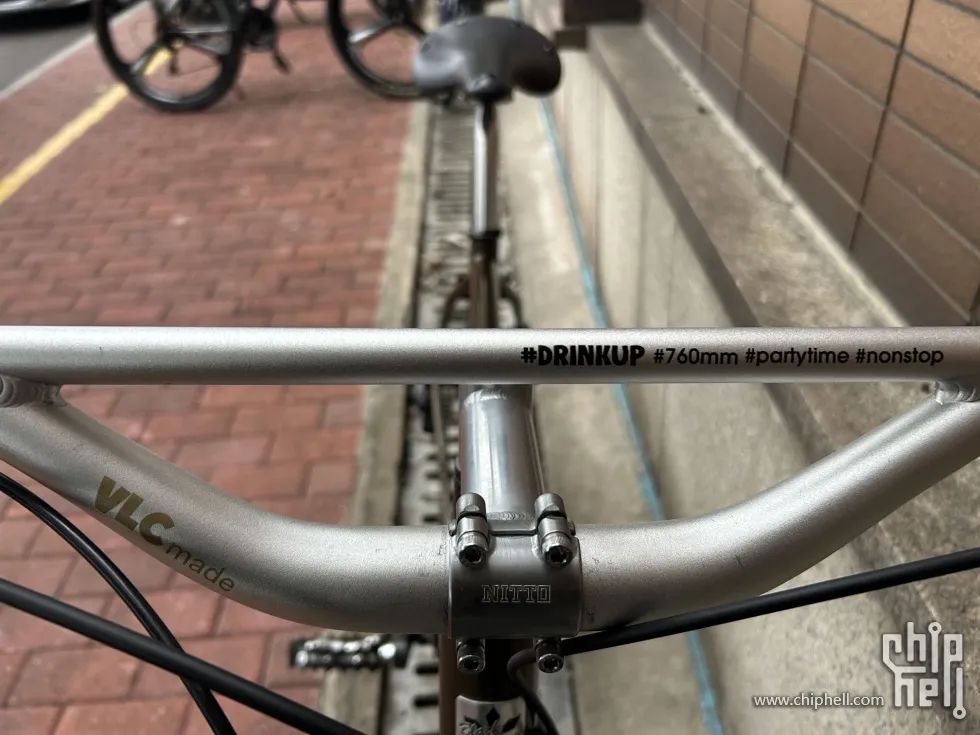 #DRINKUP #760mm #partytime #nonstop
VLC made
NITTO
chip
hell
www.chiphell.com